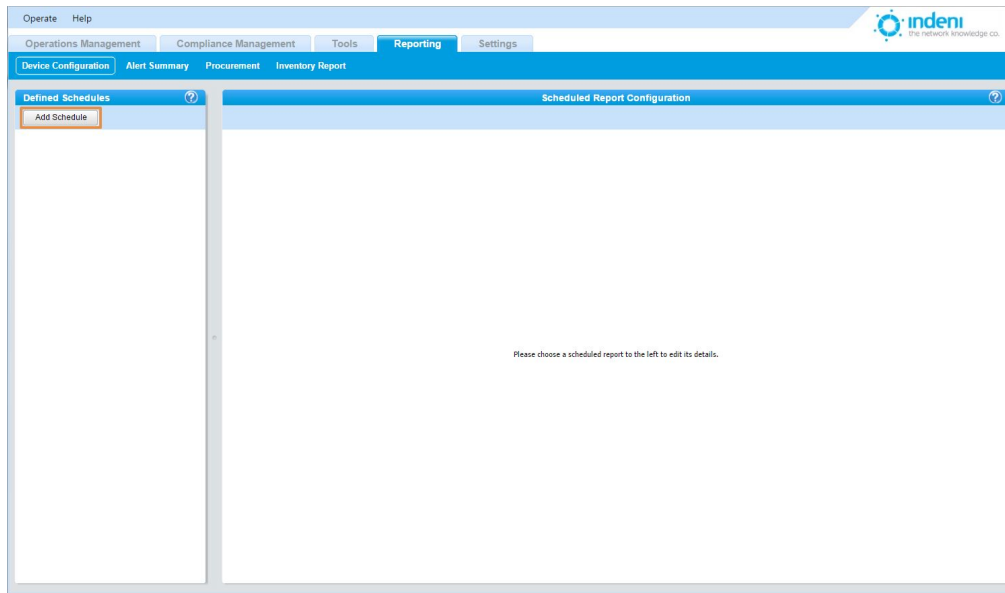 Operate Help
indeni
the network knowledge co.
Operations Management Compliance Management Tools Reporting Settings
Device Configuration Alert Summary Procurement Inventory Report
Defined Schedules ? Scheduled Report Configuration ?
Add Schedule
Please choose a scheduled report to the left to edit its details.